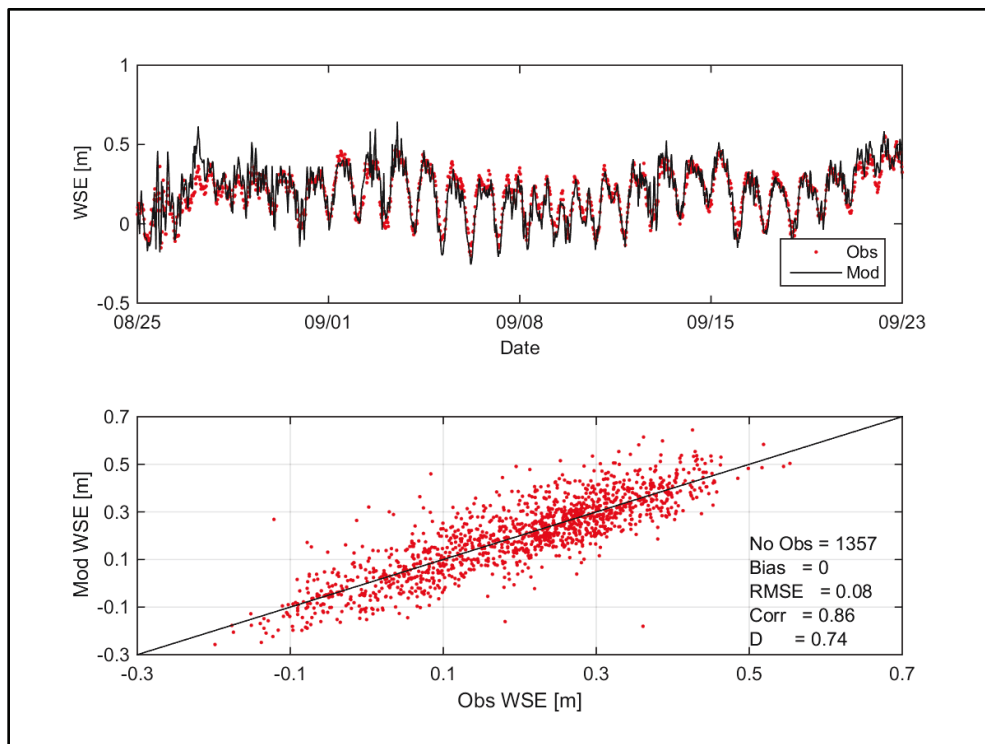 1
0.5
0
-0.5
WSE [m]
Obs
Mod
08/25 09/01 09/08 09/15 09/23
Date
0.7
0.5
0.3
0.1
-0.1
-0.3
Mod WSE [m]
No Obs = 1357
Bias = 0
RMSE = 0.08
Corr = 0.86
D = 0.74
-0.3 -0.1 0.1 0.3 0.5 0.7
Obs WSE [m]